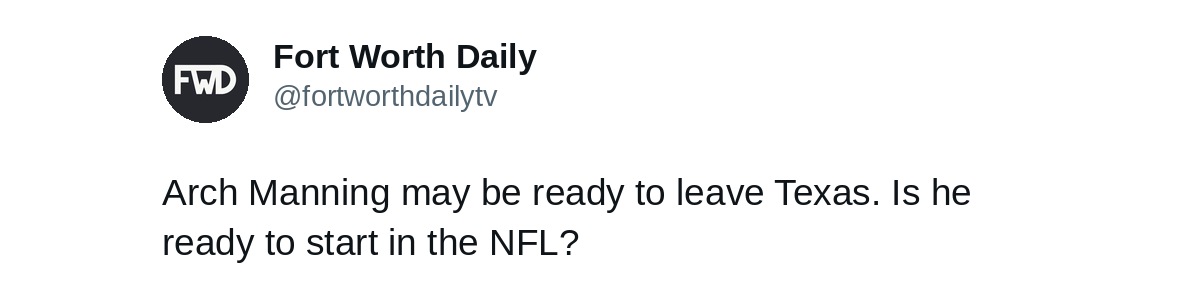 FWD
Fort Worth Daily
@fortworthdailytv
Arch Manning may be ready to leave Texas. Is he
ready to start in the NFL?